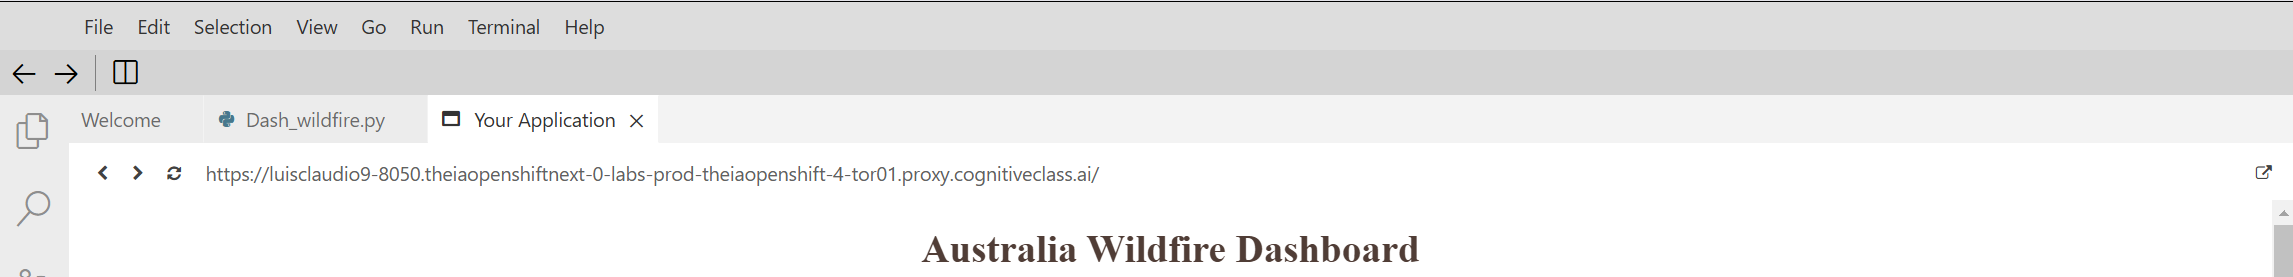 File Edit Selection View Go Run Terminal Help
Welcome Dash_wildfire.py Your Application
https://luisclaudio9-8050.theiaopenshiftnext-0-labs-prod-theiaopenshift-4-tor01.proxy.cognitiveclass.ai/
Australia Wildfire Dashboard